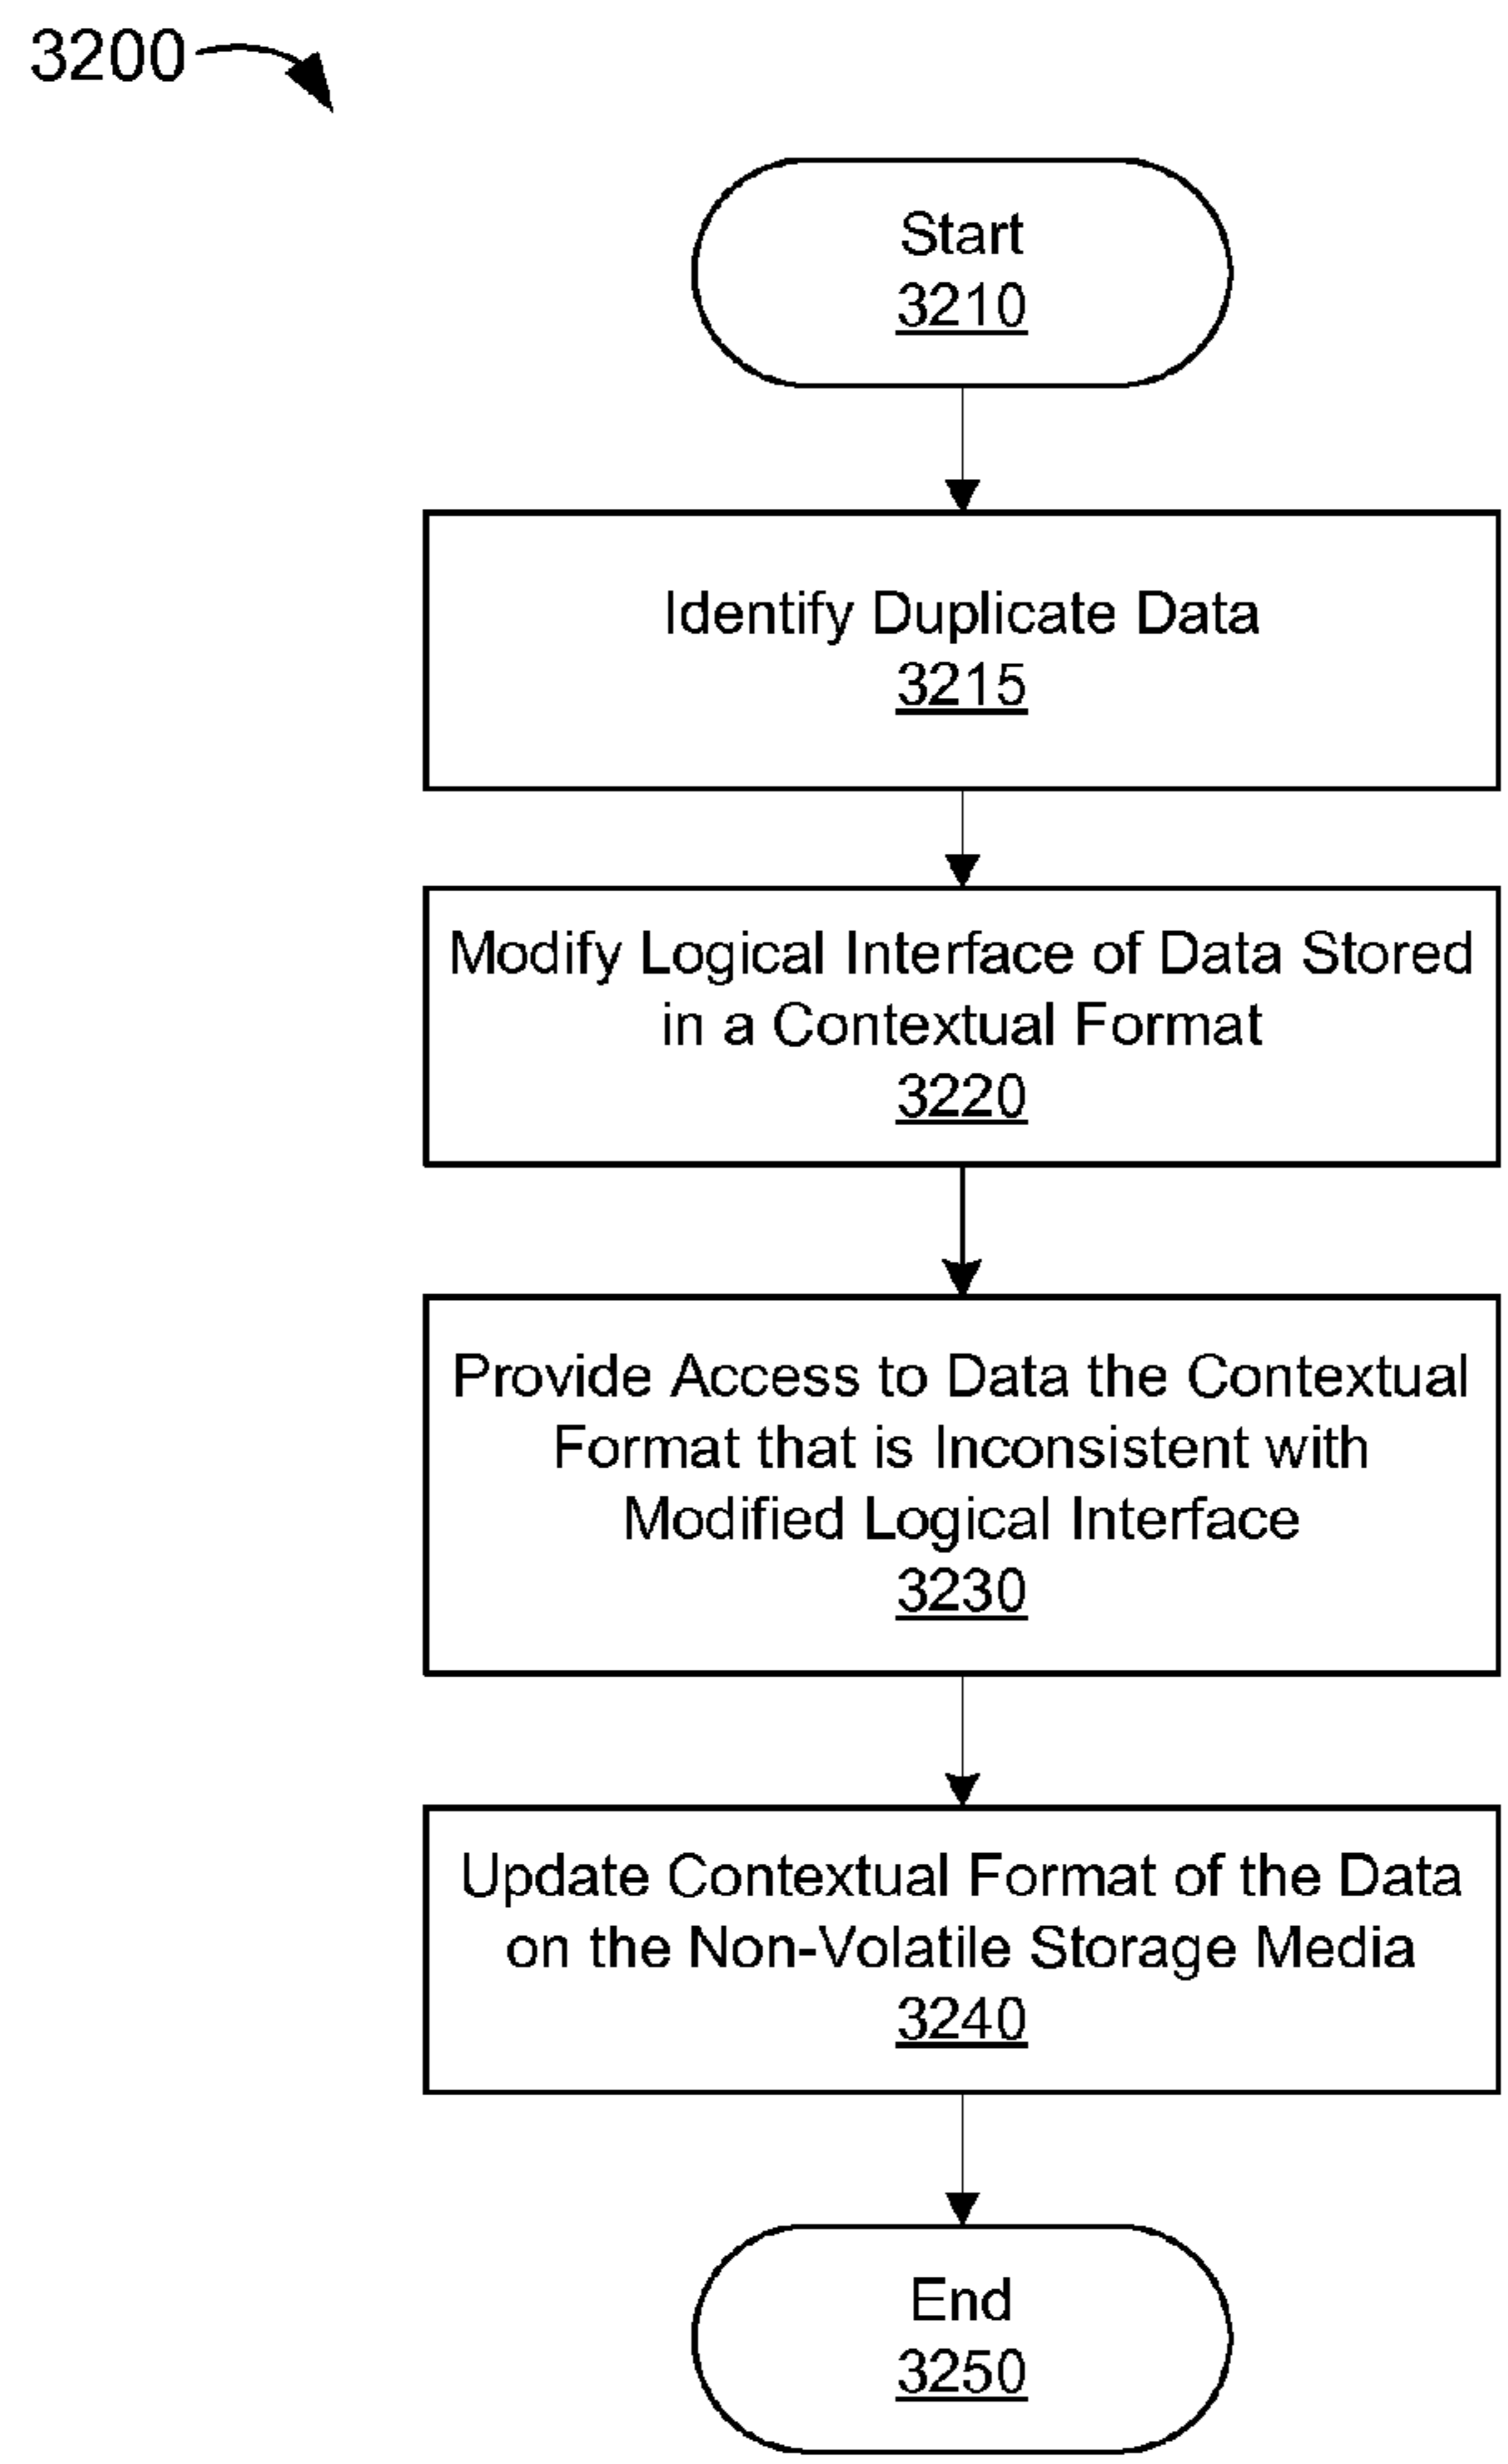 3200
Start
3210
Identify Duplicate Data
3215
Modify Logical Interface of Data Stored
in a Contextual Format
3220
Provide Access to Data the Contextual
Format that is Inconsistent with
Modified Logical Interface
3230
Update Contextual Format of the Data
on the Non-Volatile Storage Media
3240
End
3250